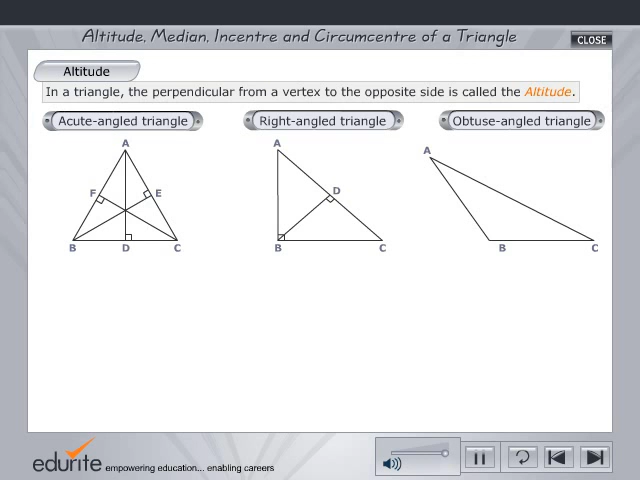 Altitude, Median, Incentre and Circumcentre of a Triangle
CLOSE
Altitude
In a triangle, the perpendicular from a vertex to the opposite side is called the Altitude.
Acute-angled triangle
Right-angled triangle
Obtuse-angled triangle
A
F
E
B
D
C
A
D
B
C
A
B
C
edurite empowering education... enabling careers